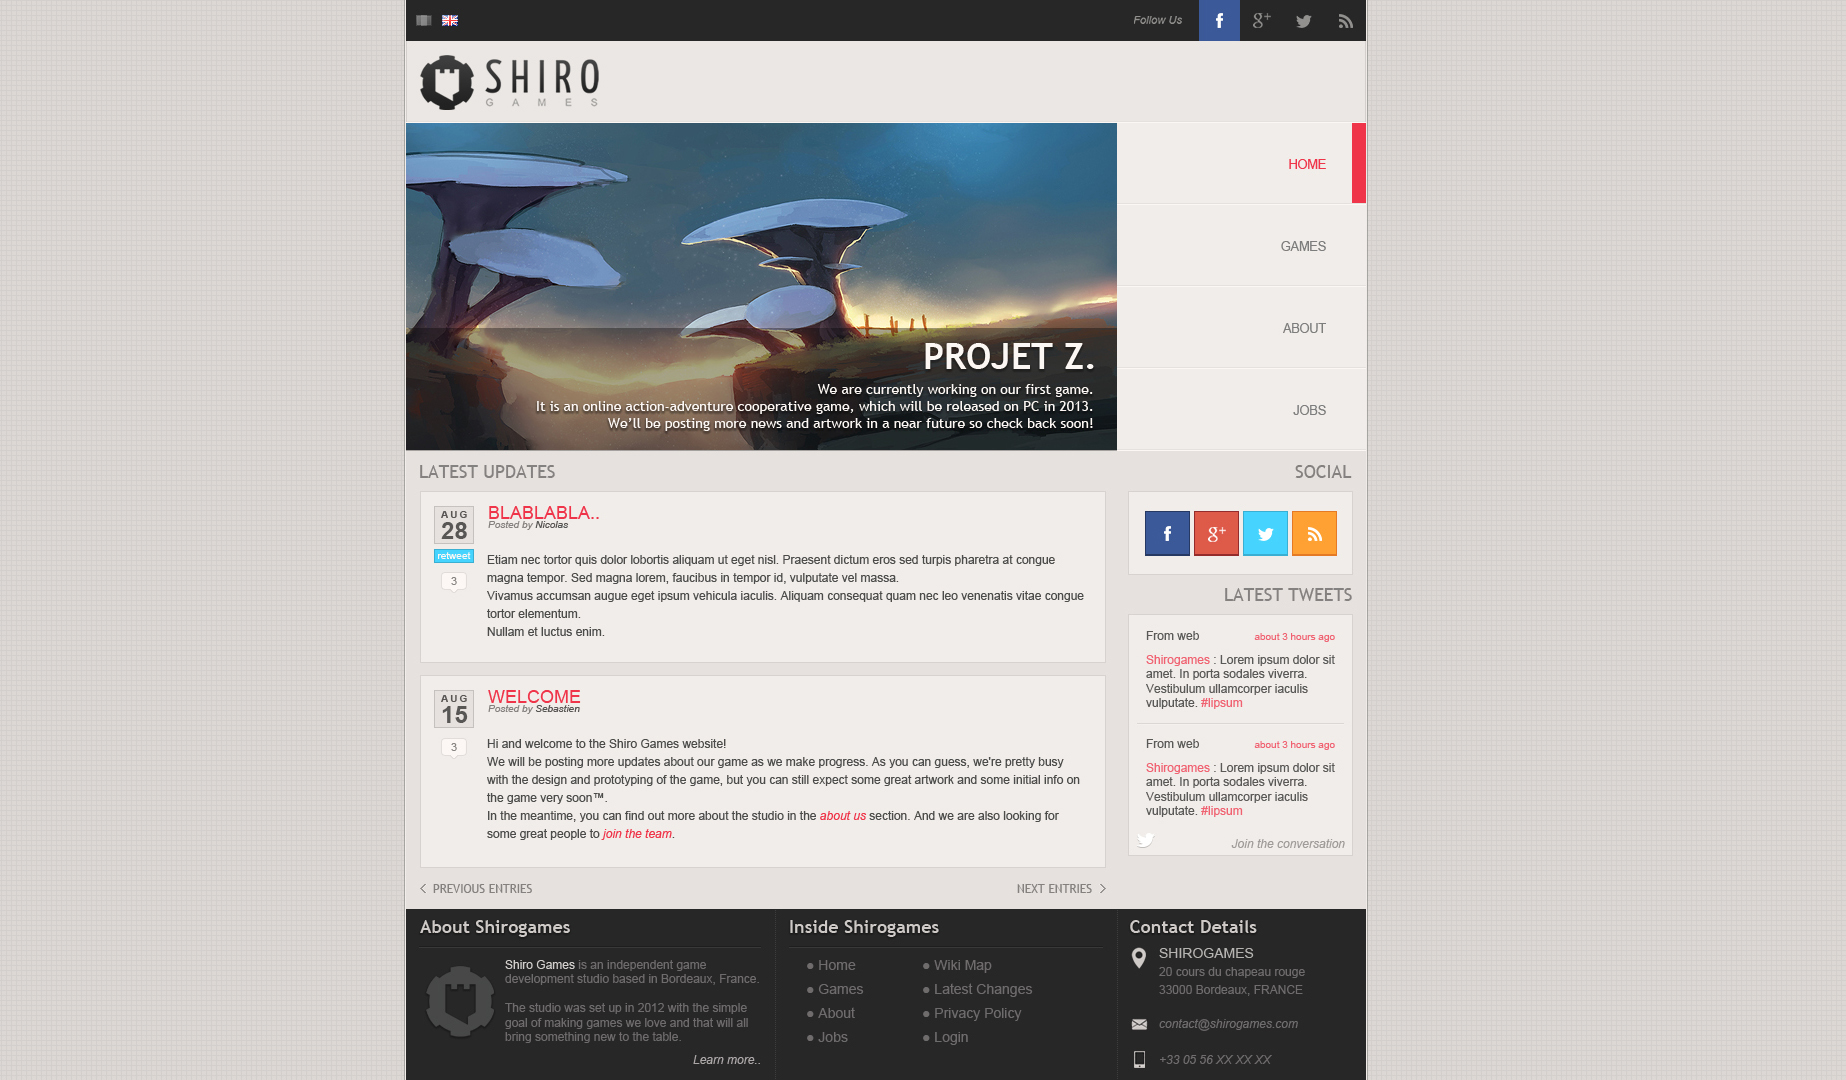 Follow Us
f
g+
SHIRO
GAMES
HOME
GAMES
ABOUT
JOBS
PROJET Z.
We are currently working on our first game.
It is an online action-adventure cooperative game, which will be released on PC in 2013.
We'll be posting more news and artwork in a near future so check back soon!
LATEST UPDATES
AUG
28
retweet
3
BLABLABLA..
Posted by Nicolas
Etiam nec tortor quis dolor lobortis aliquam ut eget nisl. Praesent dictum eros sed turpis pharetra at congue
magna tempor. Sed magna lorem, faucibus in tempor id, vulputate vel massa.
Vivamus accumsan augue eget ipsum vehicula iaculis. Aliquam consequat quam nec leo venenatis vitae congue
tortor elementum.
Nullam et luctus enim.
AUG
15
3
WELCOME
Posted by Sebastien
Hi and welcome to the Shiro Games website!
We will be posting more updates about our game as we make progress. As you can guess, we're pretty busy
with the design and prototyping of the game, but you can still expect some great artwork and some initial info on
the game very soon™.
In the meantime, you can find out more about the studio in the about us section. And we are also looking for
some great people to join the team.
PREVIOUS ENTRIES
NEXT ENTRIES
SOCIAL
f
g+
LATEST TWEETS
From web about 3 hours ago
Shirogames : Lorem ipsum dolor sit
amet. In porta sodales viverra.
Vestibulum ullamcorper iaculis
vulputate. #lipsum
From web about 3 hours ago
Shirogames : Lorem ipsum dolor sit
amet. In porta sodales viverra.
Vestibulum ullamcorper iaculis
vulputate. #lipsum
Join the conversation
About Shirogames
Shiro Games is an independent game
development studio based in Bordeaux, France.
The studio was set up in 2012 with the simple
goal of making games we love and that will all
bring something new to the table.
Learn more..
Inside Shirogames
● Home
● Games
● About
● Jobs
● Wiki Map
● Latest Changes
● Privacy Policy
● Login
Contact Details
SHIROGAMES
20 cours du chapeau rouge
33000 Bordeaux, FRANCE
contact@shirogames.com
+33 05 56 XX XX XX